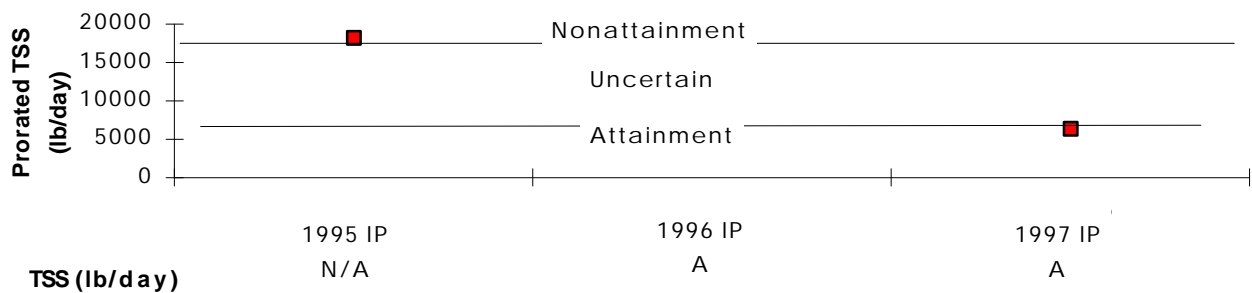 Prorated TSS
(lb/day)
20000
15000
10000
5000
0
Nonattainment
Uncertain
Attainment
1995 IP 1996 IP 1997 IP
TSS (lb/day) N/A A A